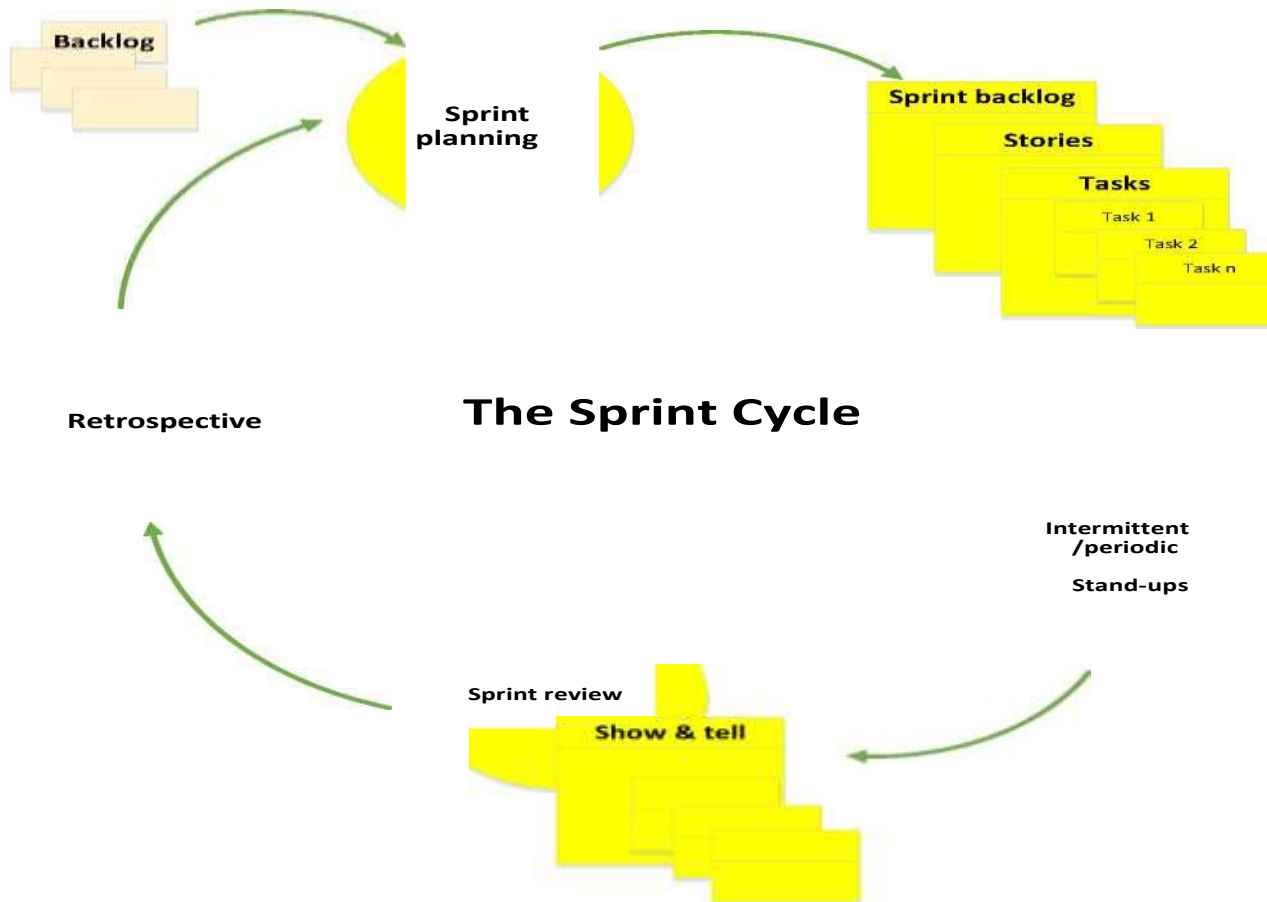 Backlog
Sprint
planning
Sprint backlog
Stories
Tasks
Task 1
Task 2
Task n
Retrospective
The Sprint Cycle
Intermittent
/periodic
Stand-ups
Sprint review
Show & tell